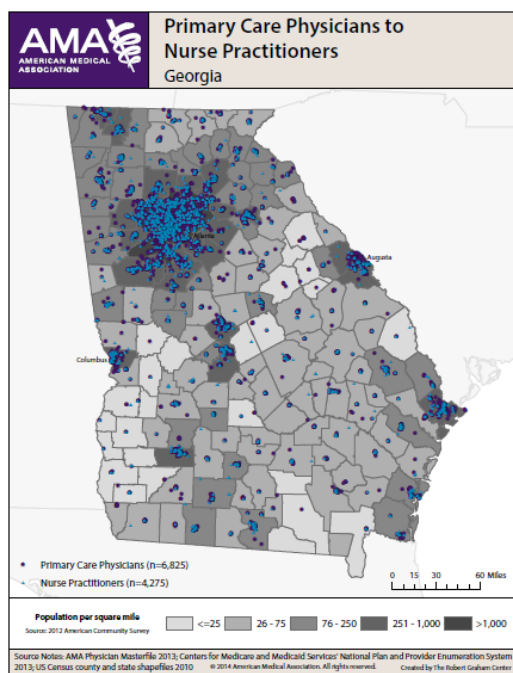 AMA
AMERICAN MEDICAL
ASSOCIATION
Primary Care Physicians to
Nurse Practitioners
Georgia
Atlanta
Augusta
Columbus
Primary Care Physicians (n=6,825)
Nurse Practitioners (n=4,275)
0 15 30 60 Miles
Population per square mile
Source: 2012 American Community Survey
<=25 26 - 75 76 - 250 251 - 1,000 >1,000
Source Notes: AMA Physician Masterfile 2013; Centers for Medicare and Medicaid Services' National Plan and Provider Enumeration System
2013; US Census county and state shapefiles 2010 © 2014 American Medical Association. All rights reserved. Created by The Robert Graham Center